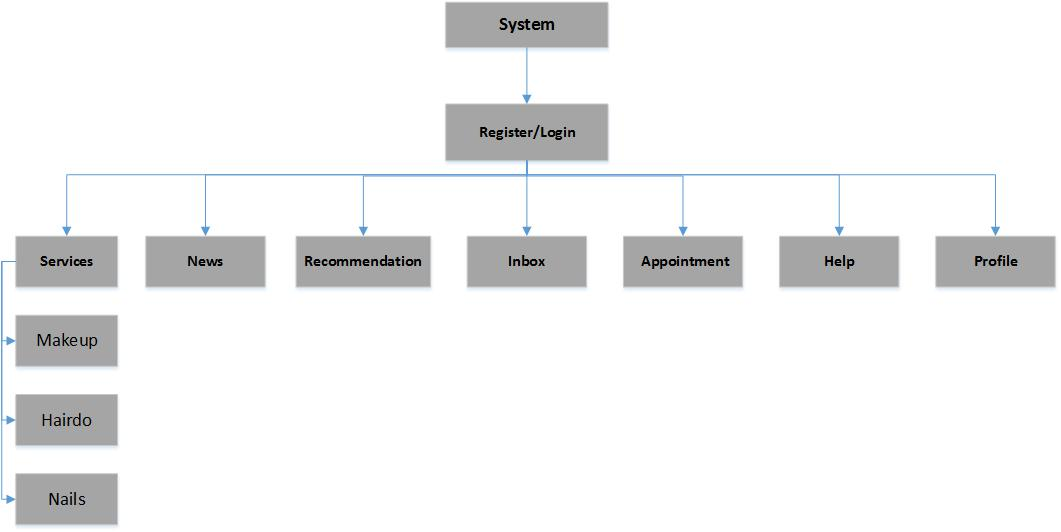 System
Register/Login
Services
News
Recommendation
Inbox
Appointment
Help
Profile
Makeup
Hairdo
Nails